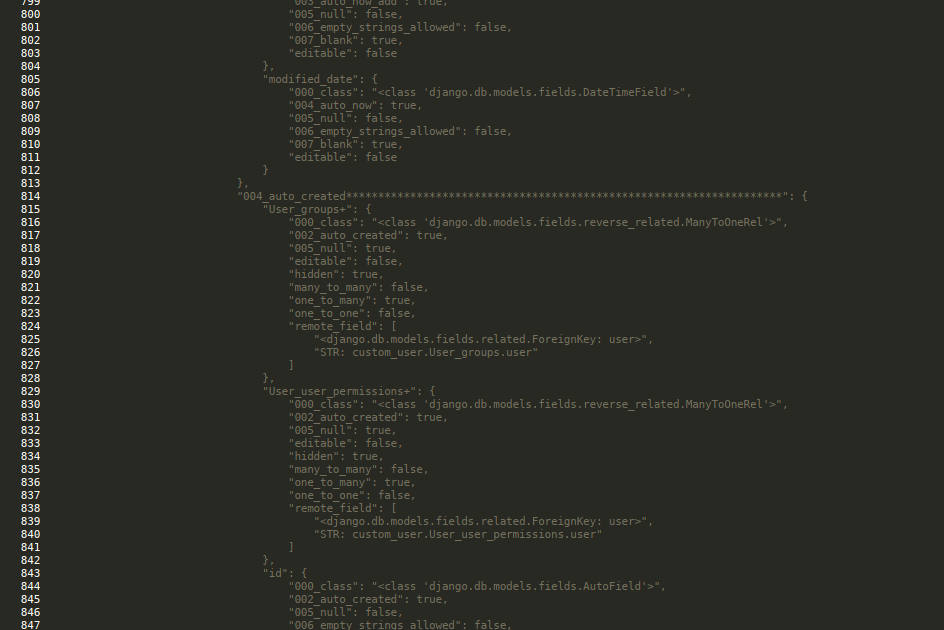 799 "003_auto_now_add": true,
800 "005_null": false,
801 "006_empty_strings_allowed": false,
802 "007_blank": true,
803 "editable": false
804 },
805 "modified_date": {
806 "000_class": "<class 'django.db.models.fields.DateTimeField'>",
807 "004_auto_now": true,
808 "005_null": false,
809 "006_empty_strings_allowed": false,
810 "007_blank": true,
811 "editable": false
812 }
813 },
814 "004_auto_created********************************************************************": {
815 "User_groups+": {
816 "000_class": "<class 'django.db.models.fields.reverse_related.ManyToOneRel'>",
817 "002_auto_created": true,
818 "005_null": true,
819 "editable": false,
820 "hidden": true,
821 "many_to_many": false,
822 "one_to_many": true,
823 "one_to_one": false,
824 "remote_field": [
825 "<django.db.models.fields.related.ForeignKey: user>",
826 "STR: custom_user.User_groups.user"
827 ]
828 },
829 "User_user_permissions+": {
830 "000_class": "<class 'django.db.models.fields.reverse_related.ManyToOneRel'>",
831 "002_auto_created": true,
832 "005_null": true,
833 "editable": false,
834 "hidden": true,
835 "many_to_many": false,
836 "one_to_many": true,
837 "one_to_one": false,
838 "remote_field": [
839 "<django.db.models.fields.related.ForeignKey: user>",
840 "STR: custom_user.User_user_permissions.user"
841 ]
842 },
843 "id": {
844 "000_class": "<class 'django.db.models.fields.AutoField'>",
845 "002_auto_created": true,
846 "005_null": false,
847 "006_empty_strings_allowed": false,